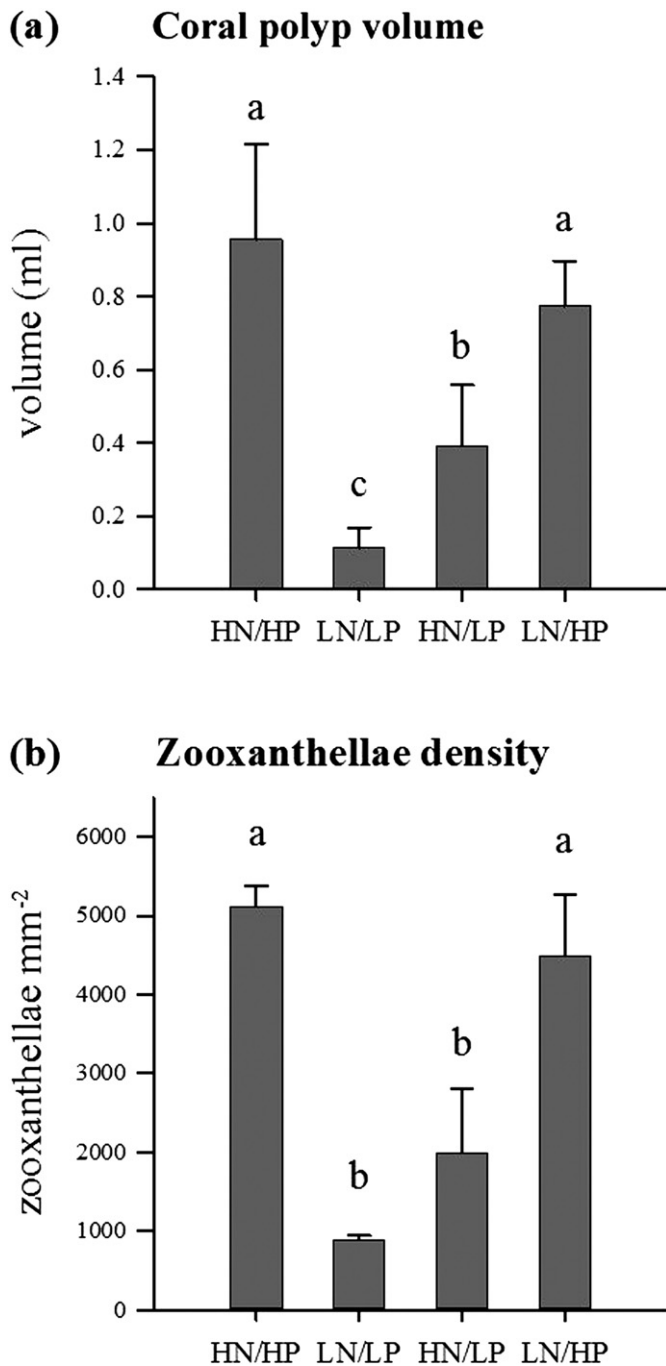 (a) Coral polyp volume
1.4
1.2
1.0
0.8
0.6
0.4
0.2
0.0
volume (ml)
a
c
b
a
HN/HP LN/LP HN/LP LN/HP
(b) Zooxanthellae density
6000
5000
4000
3000
2000
1000
0
zooxanthellae mm⁻²
a
b
b
a
HN/HP LN/LP HN/LP LN/HP